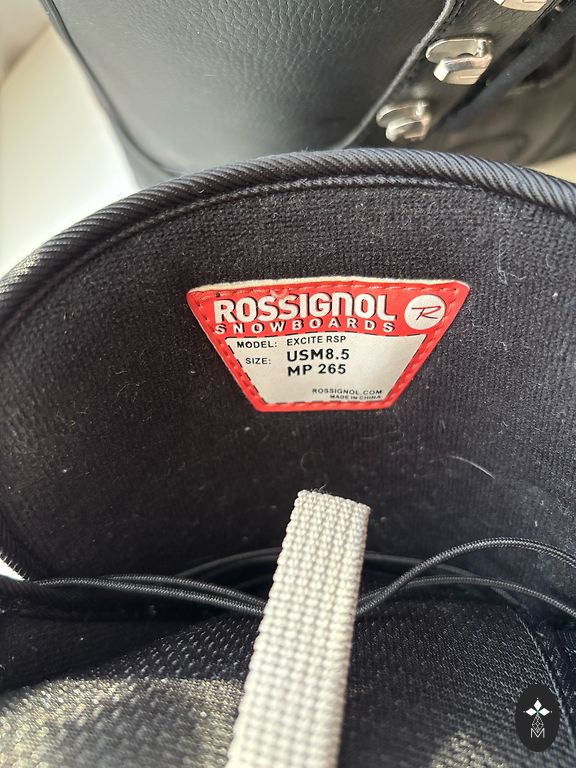 ROSSIGNOL R
SNOWBOARDS
MODEL: EXCITE RSP
SIZE: USM8.5
MP 265
ROSSIGNOL.COM
MADE IN CHINA
M